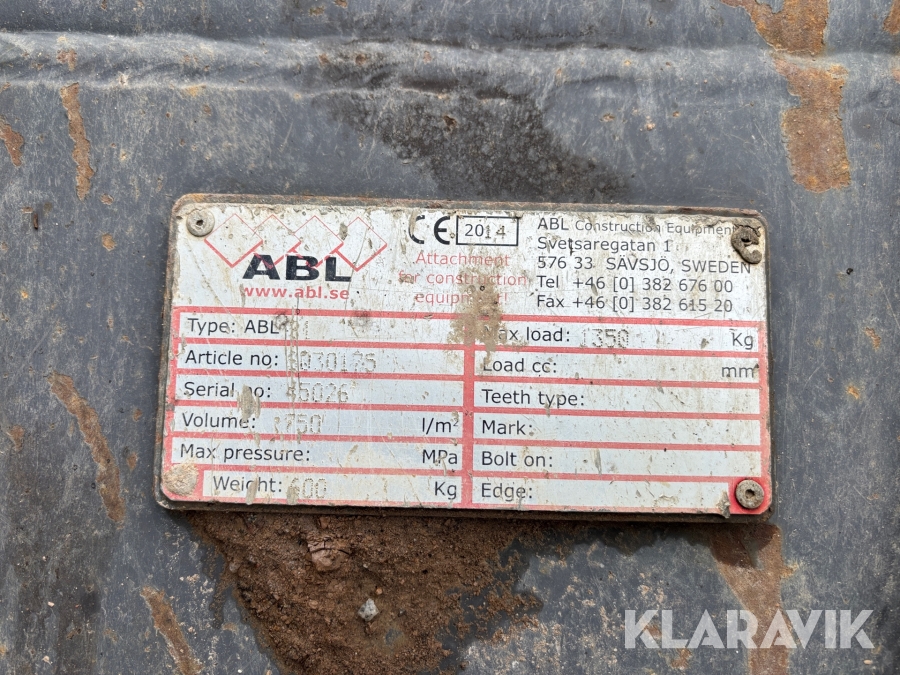 CE 2014
ABL
www.abl.se
Attachment
for construction
equipment!
ABL Construction Equipment
Svetsaregatan 1
576 33 SÄVSJÖ, SWEDEN
Tel +46 [0] 382 676 00
Fax +46 [0] 382 615 20
Type: ABL
Max load: 1350 Kg
Article no:
Load cc: mm
Serial no:
Teeth type:
Volume: l/m²
Mark:
Max pressure: MPa
Bolt on:
Weight: Kg
Edge:
KLARAVIK